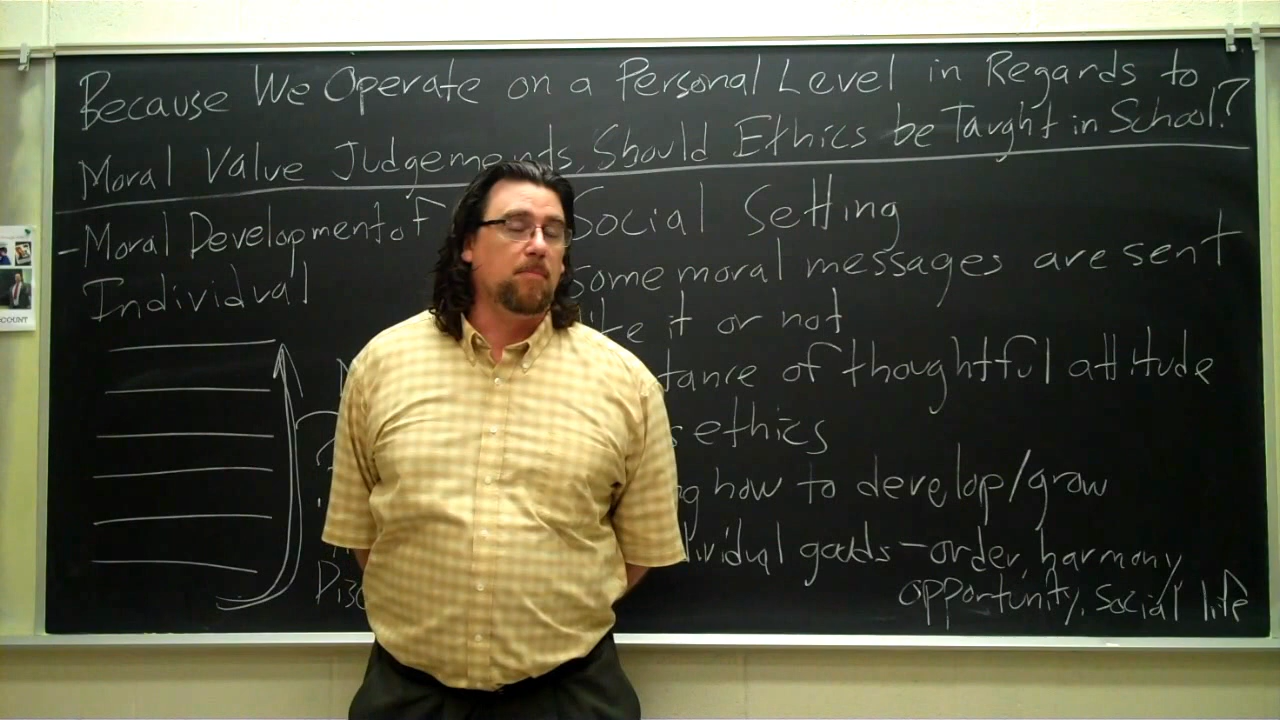 Because We Operate on a Personal Level in Regards to
Moral Value Judgements, Should Ethics be Taught in School?
-Moral Development of
Individual
Social Setting
some moral messages are sent
it or not
of thoughtful attitude
ethics
how to develop/grow
goals - order, harmony
opportunity, social life
COUNT